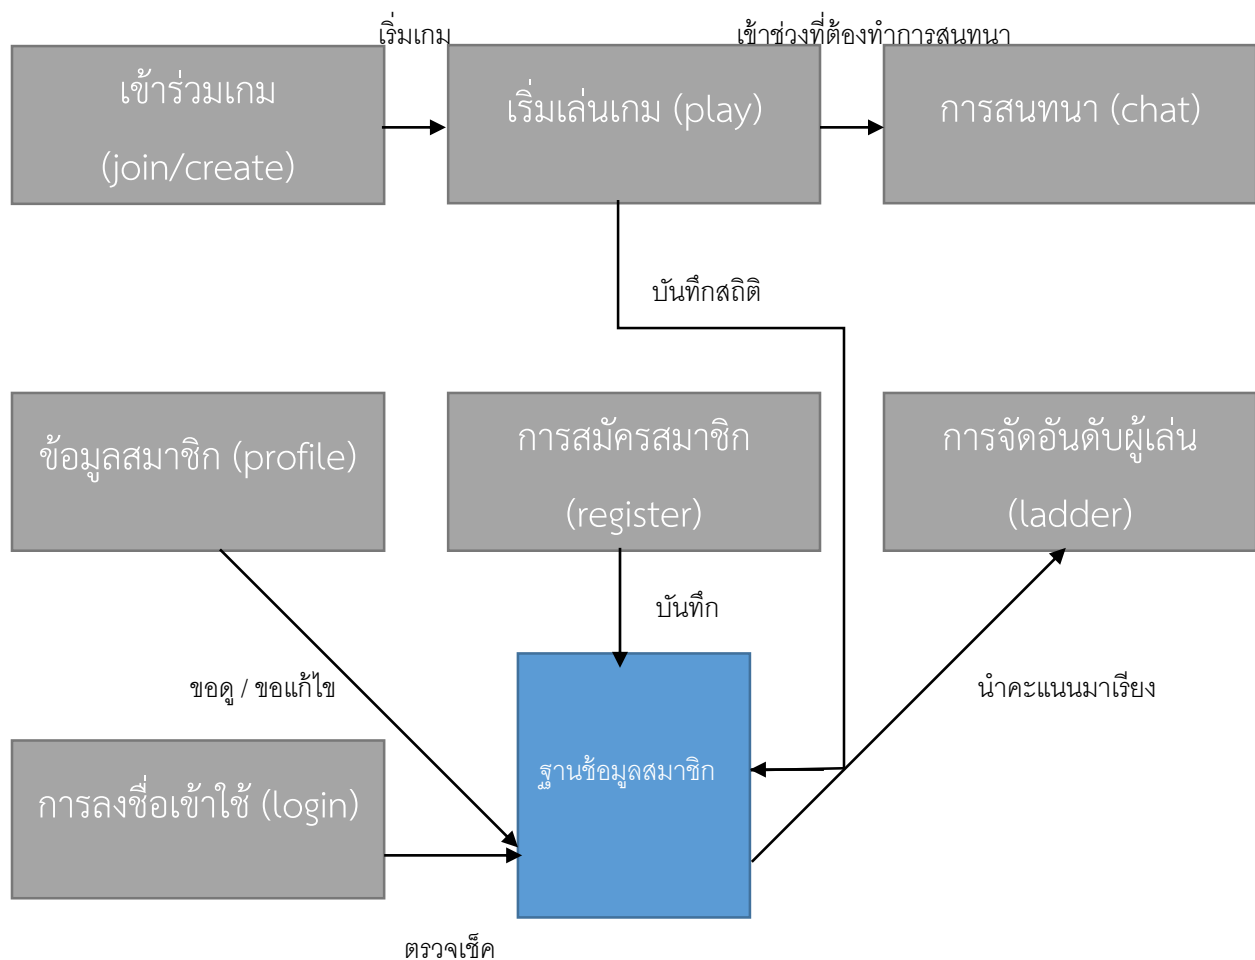 เริ่มเกม
เข้าช่วงที่ต้องทำการสนทนา
เข้าร่วมเกม
(join/create)
เริ่มเล่นเกม (play)
การสนทนา (chat)
บันทึกสถิติ
ข้อมูลสมาชิก (profile)
การสมัครสมาชิก
(register)
การจัดอันดับผู้เล่น
(ladder)
บันทึก
ขอดู / ขอแก้ไข
นำคะแนนมาเรียง
ฐานข้อมูลสมาชิก
การลงชื่อเข้าใช้ (login)
ตรวจเช็ค